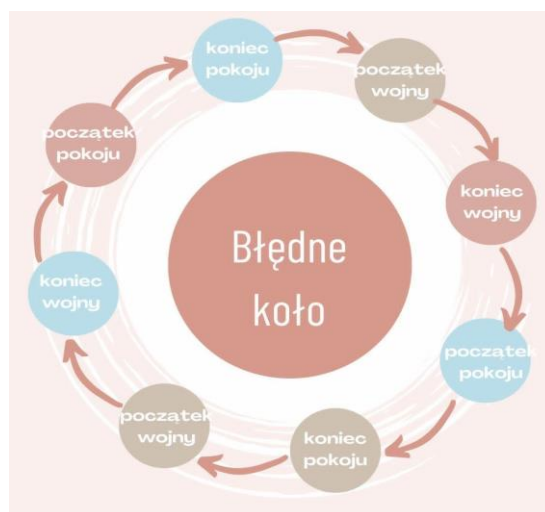 koniec
pokoju
początek
wojny
koniec
wojny
początek
pokoju
koniec
pokoju
początek
wojny
koniec
wojny
początek
pokoju
Błędne
koło